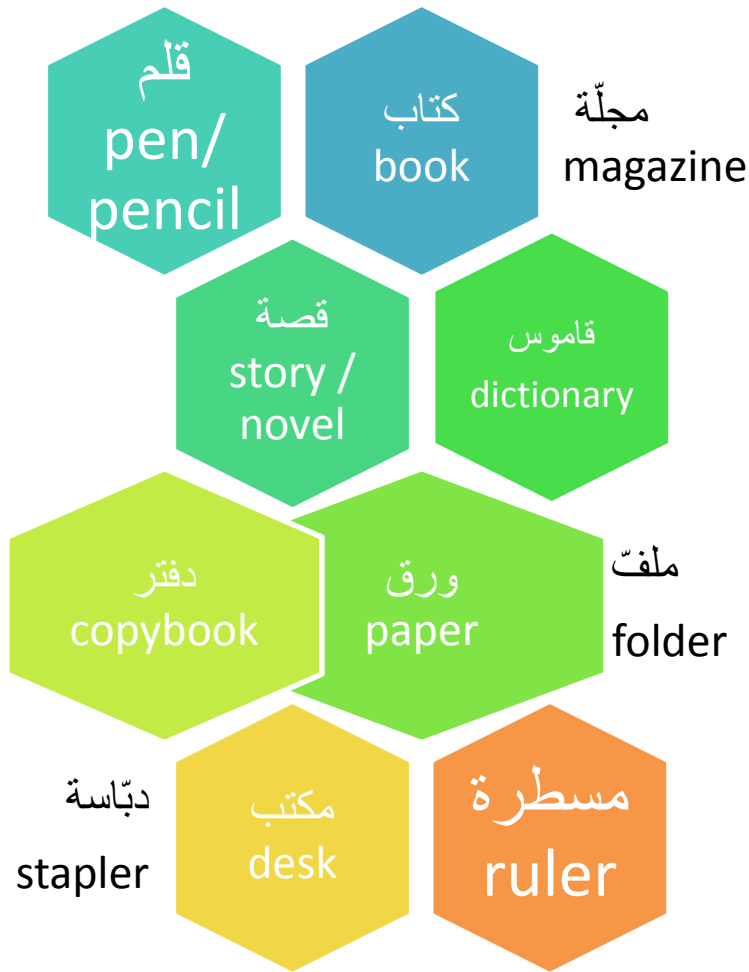 قلم
pen/
pencil
كتاب
book
مجلّة
magazine
قصة
story /
novel
قاموس
dictionary
دفتر
copybook
ورق
paper
ملفّ
folder
دبّاسة
stapler
مكتب
desk
مسطرة
ruler